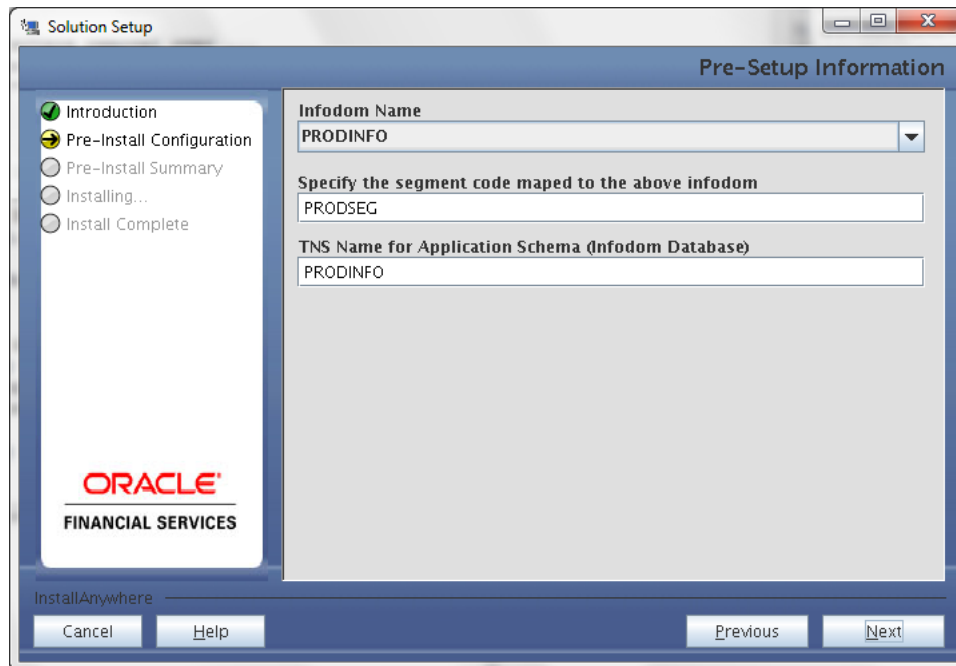 Solution Setup
Pre-Setup Information
Introduction
Pre-Install Configuration
Pre-Install Summary
Installing...
Install Complete
Infodom Name
PRODINFO
Specify the segment code maped to the above infodom
PRODSEG
TNS Name for Application Schema (Infodom Database)
PRODINFO
ORACLE
FINANCIAL SERVICES
InstallAnywhere
Cancel
Help
Previous
Next